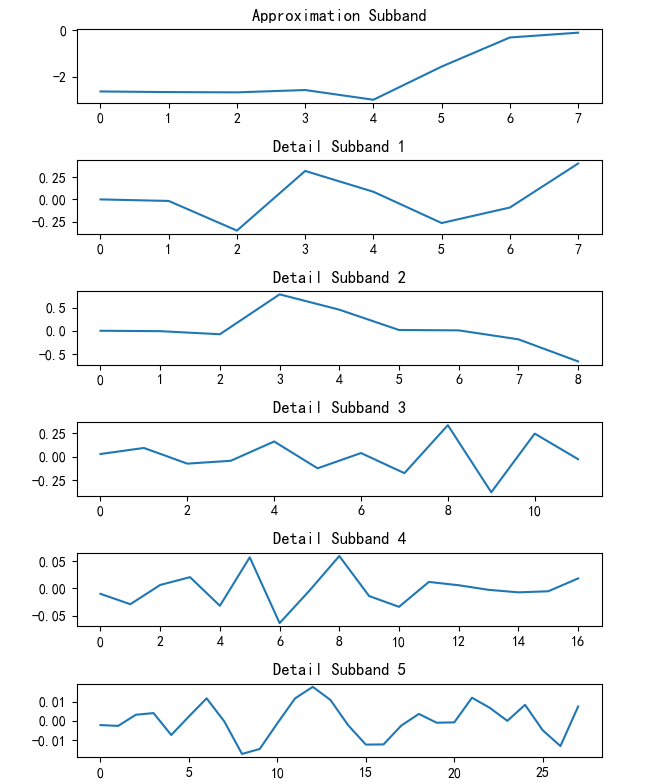 Approximation Subband
0
−2
0 1 2 3 4 5 6 7
Detail Subband 1
0.25
0.00
−0.25
0 1 2 3 4 5 6 7
Detail Subband 2
0.5
0.0
−0.5
0 1 2 3 4 5 6 7 8
Detail Subband 3
0.25
0.00
−0.25
0 2 4 6 8 10
Detail Subband 4
0.05
0.00
−0.05
0 2 4 6 8 10 12 14 16
Detail Subband 5
0.01
0.00
−0.01
0 5 10 15 20 25